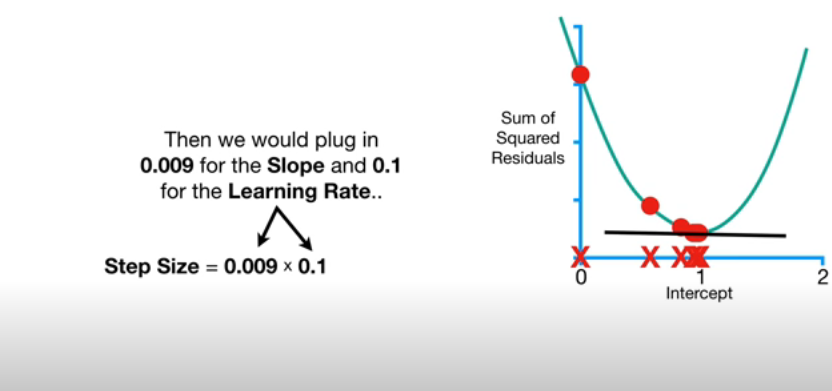 Then we would plug in
0.009 for the Slope and 0.1
for the Learning Rate..
Step Size = 0.009 × 0.1
Sum of
Squared
Residuals
X X X X X
0 1 2
Intercept